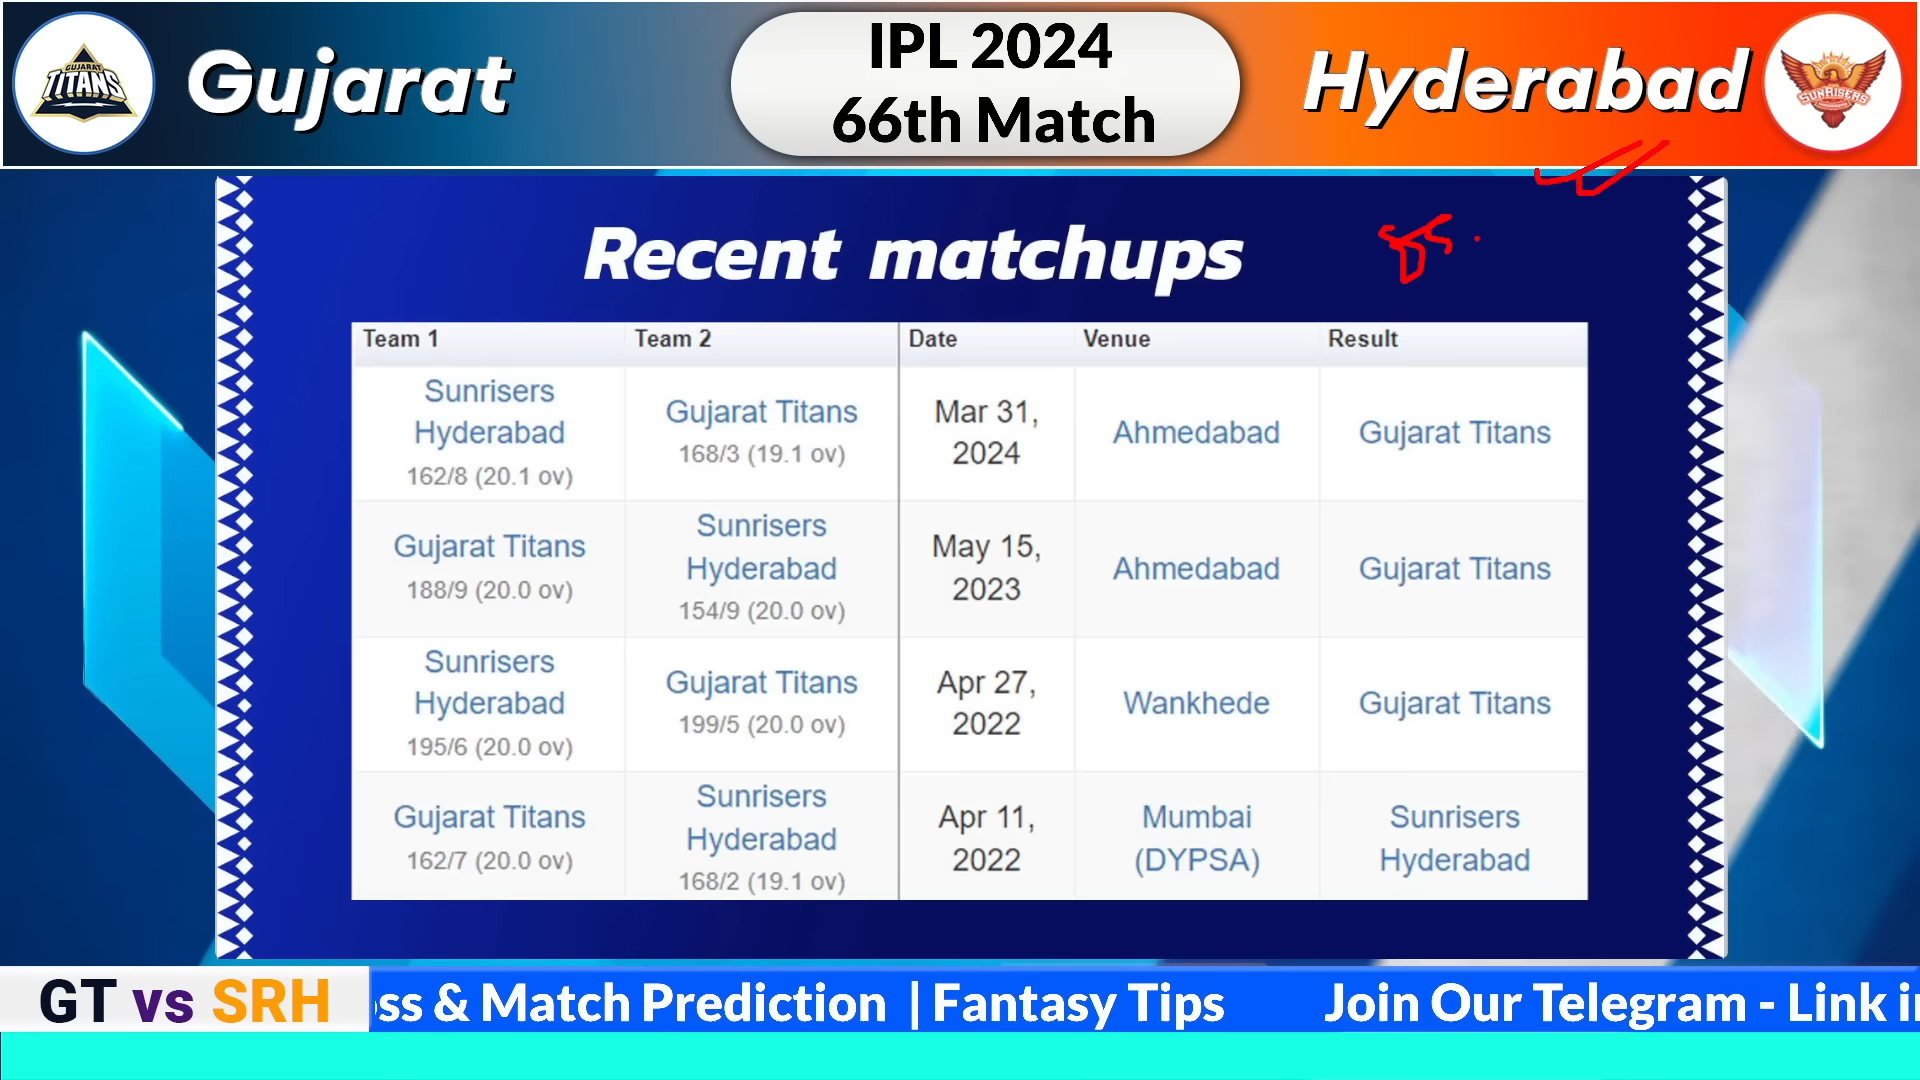 GUJARAT
TITANS
Gujarat
IPL 2024
66th Match
Hyderabad
SUNRISERS
Recent matchups
Team 1 Team 2 Date Venue Result
Sunrisers Hyderabad 162/8 (20.1 ov) Gujarat Titans 168/3 (19.1 ov) Mar 31, 2024 Ahmedabad Gujarat Titans
Gujarat Titans 188/9 (20.0 ov) Sunrisers Hyderabad 154/9 (20.0 ov) May 15, 2023 Ahmedabad Gujarat Titans
Sunrisers Hyderabad 195/6 (20.0 ov) Gujarat Titans 199/5 (20.0 ov) Apr 27, 2022 Wankhede Gujarat Titans
Gujarat Titans 162/7 (20.0 ov) Sunrisers Hyderabad 168/2 (19.1 ov) Apr 11, 2022 Mumbai (DYPSA) Sunrisers Hyderabad
GT vs SRH
ss & Match Prediction | Fantasy Tips Join Our Telegram - Link i